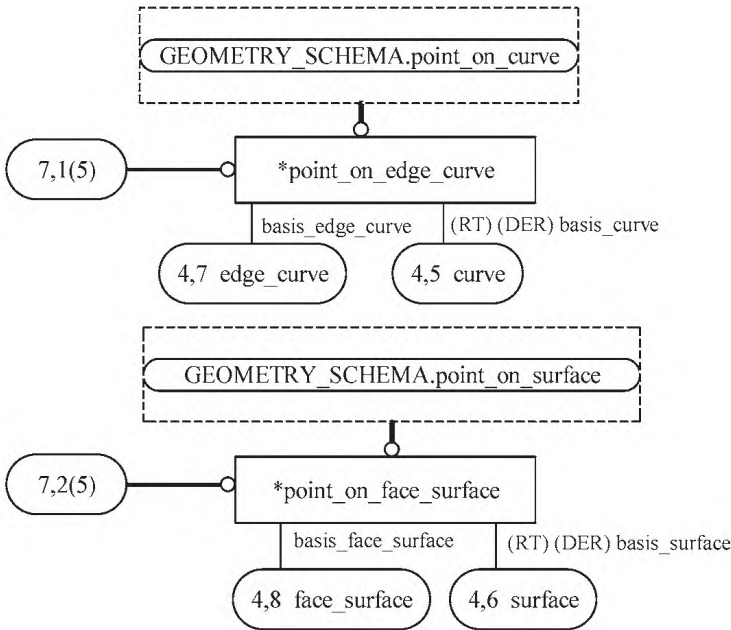 GEOMETRY_SCHEMA.point_on_curve
7,1(5)
*point_on_edge_curve
basis_edge_curve
(RT) (DER) basis_curve
4,7 edge_curve
4,5 curve
GEOMETRY_SCHEMA.point_on_surface
7,2(5)
*point_on_face_surface
basis_face_surface
(RT) (DER) basis_surface
4,8 face_surface
4,6 surface